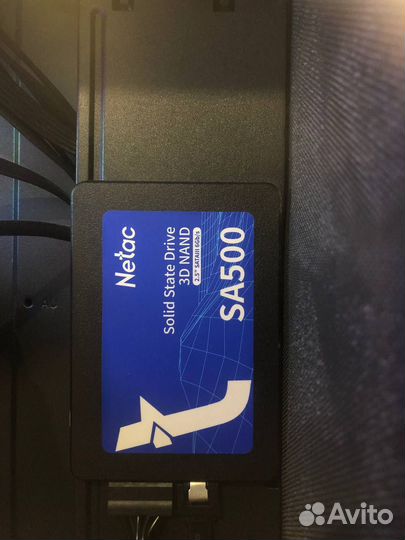 Netac
Solid State Drive
3D NAND
2.5" SATAIII 6Gb/s
SA500
Avito